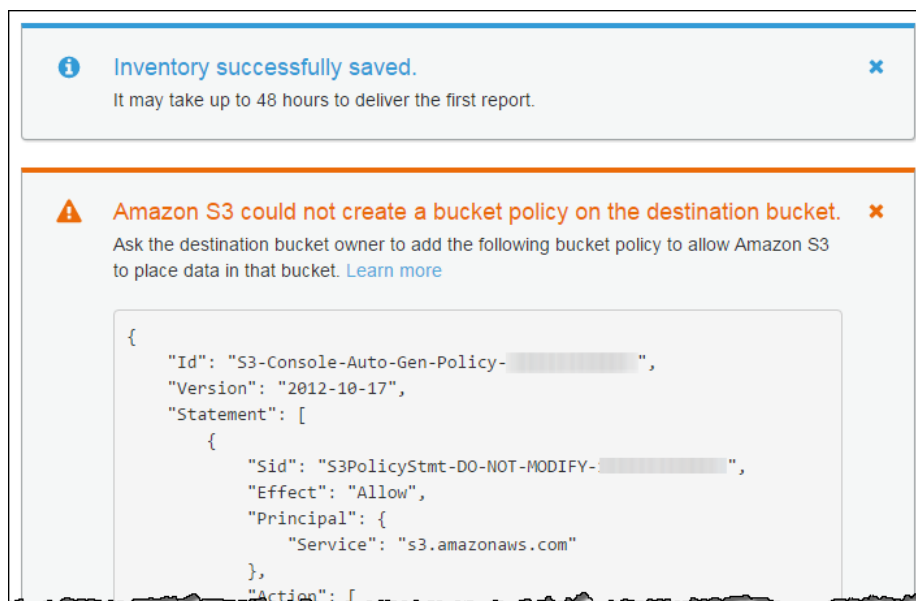 Inventory successfully saved.
It may take up to 48 hours to deliver the first report.
Amazon S3 could not create a bucket policy on the destination bucket.
Ask the destination bucket owner to add the following bucket policy to allow Amazon S3
to place data in that bucket. Learn more
{
"Id": "S3-Console-Auto-Gen-Policy- ",
"Version": "2012-10-17",
"Statement": [
{
"Sid": "S3PolicyStmt-DO-NOT-MODIFY- ",
"Effect": "Allow",
"Principal": {
"Service": "s3.amazonaws.com"
},
"Action": [